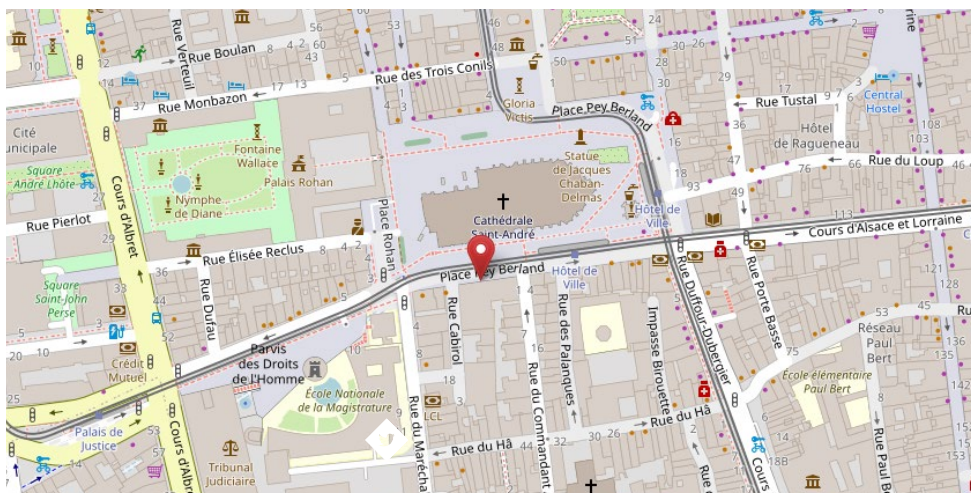 Rue Boulan
Rue Verteuil
Rue des Trois Conils
Rue Monbazon
Gloria
Victis
Place Pey Berland
Rue Tustal
Central
Hostel
Hôtel
de Ragueneau
Cité
Square
André Lhôte
Cours d'Albret
Fontaine
Wallace
Palais Rohan
Nymphe
de Diane
Statue
de Jacques
Chaban-
Delmas
Rue du Loup
Cathédrale
Saint-André
Hôtel de
Ville
Rue Pierlot
Place Rohan
Rue Élisée Reclus
Cours d'Alsace et Lorraine
Place Pey Berland
Hôtel de
Ville
Square
Saint-John
Perse
Rue Dufau
Rue Cabirol
Rue des Palanques
Impasse Birouette
Rue Duffour-Dubergier
Rue Porte Basse
Réseau
Paul
Bert
Crédit
Mutuel
Parvis
des Droits
de l'Homme
École Nationale
de la Magistrature
École élémentaire
Paul Bert
LCL
Rue du Hâ
Rue du Hâ
Palais de
Justice
Tribunal
Judiciaire
Cours d'Albret
Rue du Marécha
Rue du Commandant
Cours
Rue Paul B
18B